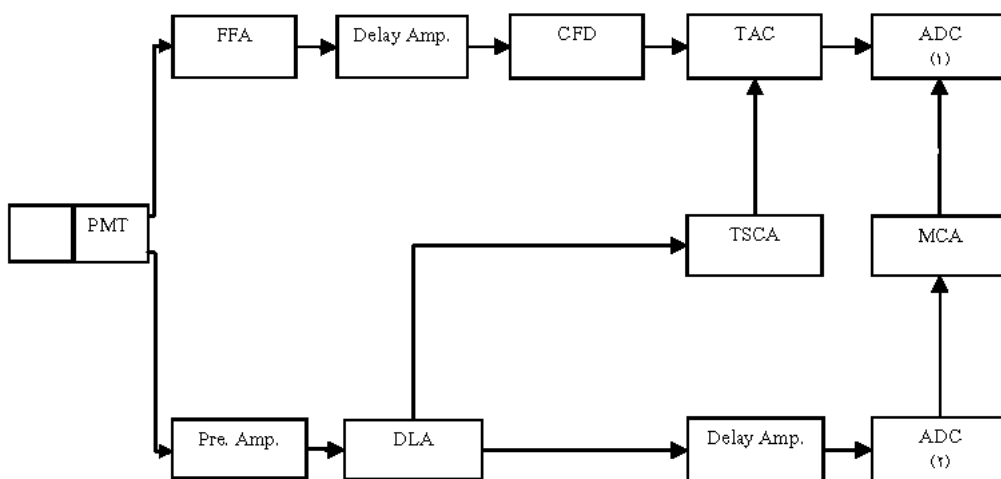 FFA
Delay Amp.
CFD
TAC
ADC
(۱)
PMT
TSCA
MCA
Pre. Amp.
DLA
Delay Amp.
ADC
(۲)